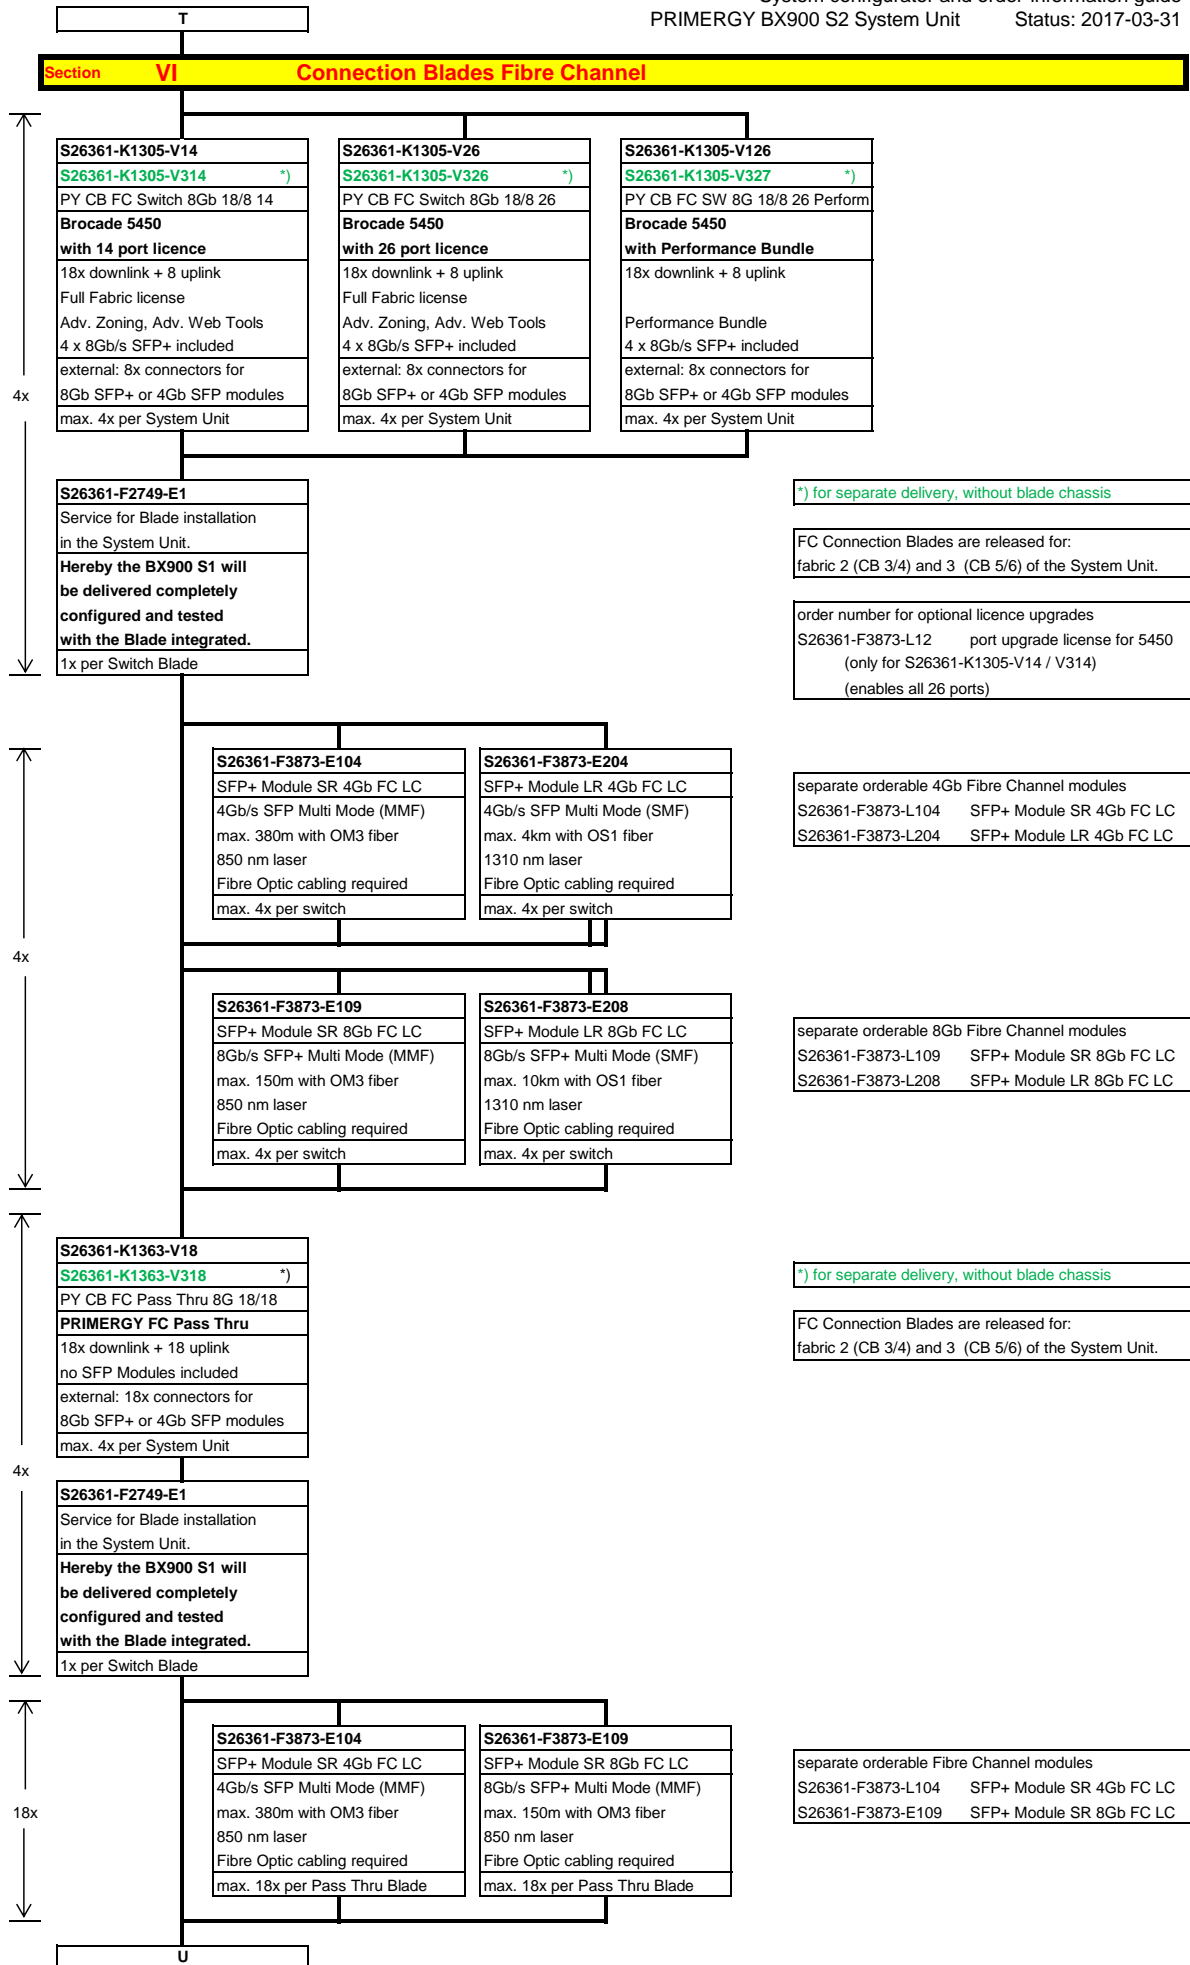 System configurator and order information guide
PRIMERGY BX900 S2 System Unit Status: 2017-03-31
T
Section VI Connection Blades Fibre Channel
S26361-K1305-V14
S26361-K1305-V314 *)
PY CB FC Switch 8Gb 18/8 14
Brocade 5450
with 14 port licence
18x downlink + 8 uplink
Full Fabric license
Adv. Zoning, Adv. Web Tools
4 x 8Gb/s SFP+ included
external: 8x connectors for
8Gb SFP+ or 4Gb SFP modules
max. 4x per System Unit
S26361-K1305-V26
S26361-K1305-V326 *)
PY CB FC Switch 8Gb 18/8 26
Brocade 5450
with 26 port licence
18x downlink + 8 uplink
Full Fabric license
Adv. Zoning, Adv. Web Tools
4 x 8Gb/s SFP+ included
external: 8x connectors for
8Gb SFP+ or 4Gb SFP modules
max. 4x per System Unit
S26361-K1305-V126
S26361-K1305-V327 *)
PY CB FC SW 8G 18/8 26 Perform
Brocade 5450
with Performance Bundle
18x downlink + 8 uplink
Performance Bundle
4 x 8Gb/s SFP+ included
external: 8x connectors for
8Gb SFP+ or 4Gb SFP modules
max. 4x per System Unit
4x
S26361-F2749-E1
Service for Blade installation
in the System Unit.
Hereby the BX900 S1 will
be delivered completely
configured and tested
with the Blade integrated.
1x per Switch Blade
*) for separate delivery, without blade chassis
FC Connection Blades are released for:
fabric 2 (CB 3/4) and 3 (CB 5/6) of the System Unit.
order number for optional licence upgrades
S26361-F3873-L12 port upgrade license for 5450
(only for S26361-K1305-V14 / V314)
(enables all 26 ports)
S26361-F3873-E104
SFP+ Module SR 4Gb FC LC
4Gb/s SFP Multi Mode (MMF)
max. 380m with OM3 fiber
850 nm laser
Fibre Optic cabling required
max. 4x per switch
S26361-F3873-E204
SFP+ Module LR 4Gb FC LC
4Gb/s SFP Multi Mode (SMF)
max. 4km with OS1 fiber
1310 nm laser
Fibre Optic cabling required
max. 4x per switch
separate orderable 4Gb Fibre Channel modules
S26361-F3873-L104 SFP+ Module SR 4Gb FC LC
S26361-F3873-L204 SFP+ Module LR 4Gb FC LC
4x
S26361-F3873-E109
SFP+ Module SR 8Gb FC LC
8Gb/s SFP+ Multi Mode (MMF)
max. 150m with OM3 fiber
850 nm laser
Fibre Optic cabling required
max. 4x per switch
S26361-F3873-E208
SFP+ Module LR 8Gb FC LC
8Gb/s SFP+ Multi Mode (SMF)
max. 10km with OS1 fiber
1310 nm laser
Fibre Optic cabling required
max. 4x per switch
separate orderable 8Gb Fibre Channel modules
S26361-F3873-L109 SFP+ Module SR 8Gb FC LC
S26361-F3873-L208 SFP+ Module LR 8Gb FC LC
S26361-K1363-V18
S26361-K1363-V318 *)
PY CB FC Pass Thru 8G 18/18
PRIMERGY FC Pass Thru
18x downlink + 18 uplink
no SFP Modules included
external: 18x connectors for
8Gb SFP+ or 4Gb SFP modules
max. 4x per System Unit
*) for separate delivery, without blade chassis
FC Connection Blades are released for:
fabric 2 (CB 3/4) and 3 (CB 5/6) of the System Unit.
4x
S26361-F2749-E1
Service for Blade installation
in the System Unit.
Hereby the BX900 S1 will
be delivered completely
configured and tested
with the Blade integrated.
1x per Switch Blade
S26361-F3873-E104
SFP+ Module SR 4Gb FC LC
4Gb/s SFP Multi Mode (MMF)
max. 380m with OM3 fiber
850 nm laser
Fibre Optic cabling required
max. 18x per Pass Thru Blade
S26361-F3873-E109
SFP+ Module SR 8Gb FC LC
8Gb/s SFP+ Multi Mode (MMF)
max. 150m with OM3 fiber
850 nm laser
Fibre Optic cabling required
max. 18x per Pass Thru Blade
separate orderable Fibre Channel modules
S26361-F3873-L104 SFP+ Module SR 4Gb FC LC
S26361-F3873-E109 SFP+ Module SR 8Gb FC LC
18x
U